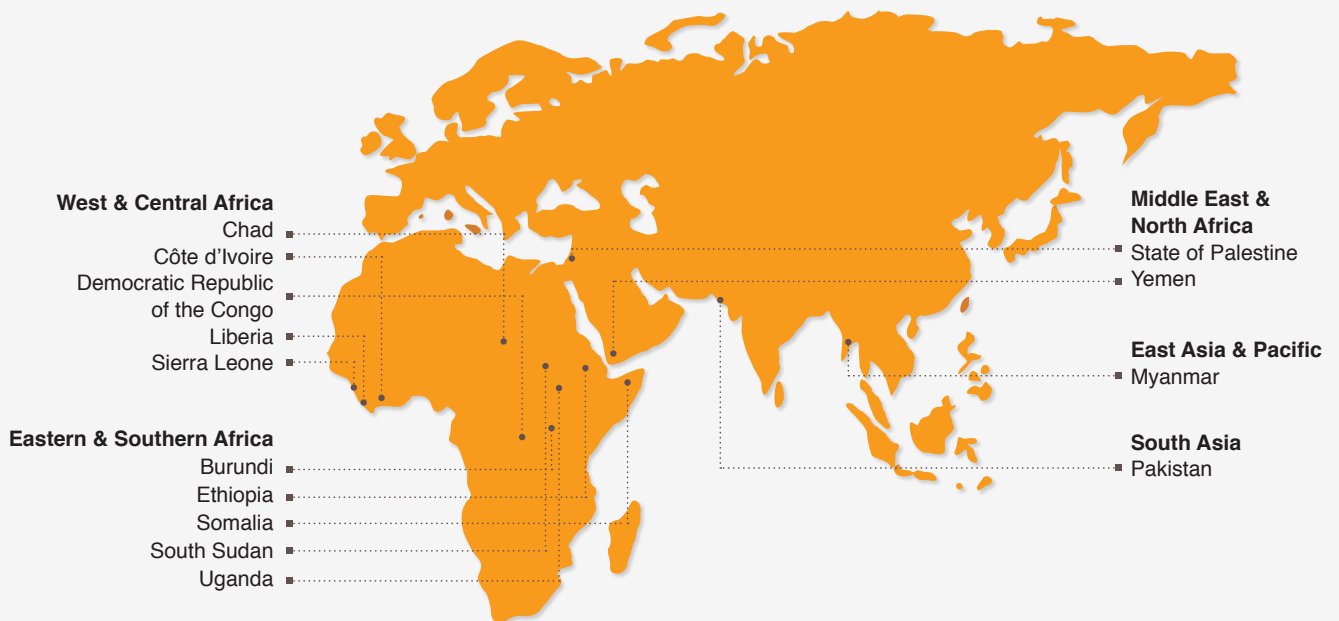 West & Central Africa
Chad
Côte d’Ivoire
Democratic Republic
of the Congo
Liberia
Sierra Leone
Eastern & Southern Africa
Burundi
Ethiopia
Somalia
South Sudan
Uganda
Middle East &
North Africa
State of Palestine
Yemen
East Asia & Pacific
Myanmar
South Asia
Pakistan